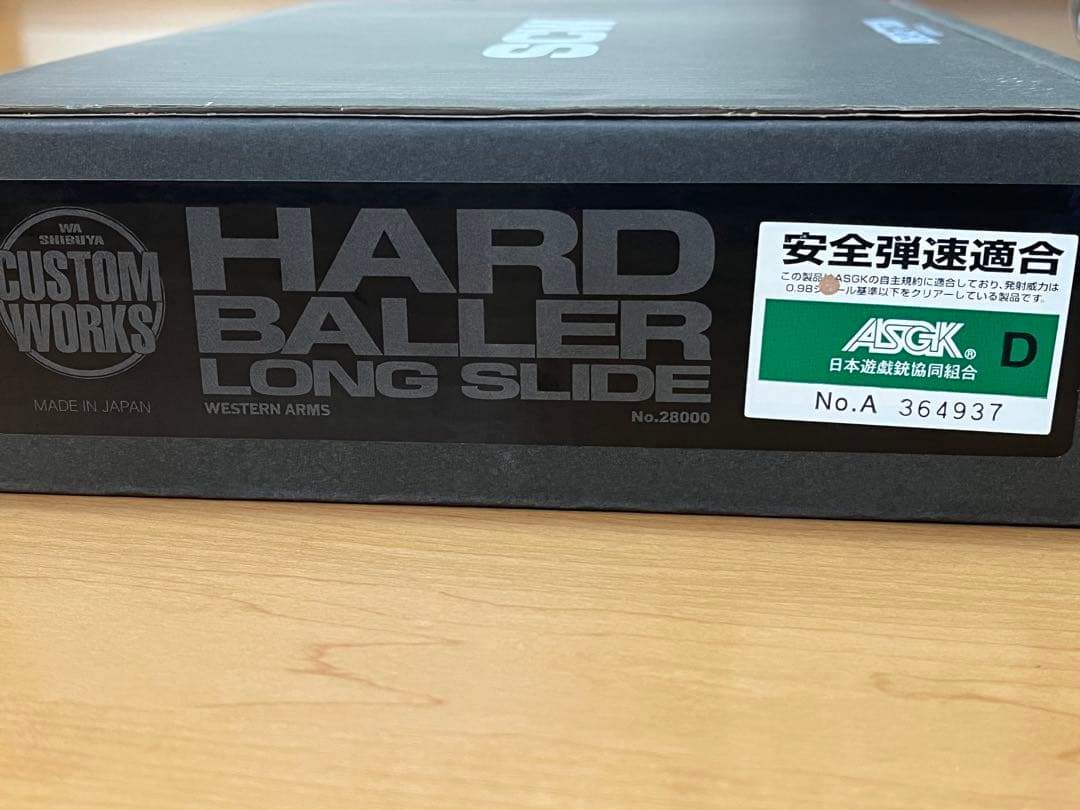 SCW
WA
SHIBUYA
CUSTOM
WORKS
MADE IN JAPAN
HARD
BALLER
LONG SLIDE
WESTERN ARMS
No.28000
安全弾速適合
この製品はASGKの自主規約に適合しており、発射威力は
0.98ジュール基準以下をクリアーしている製品です。
ASGK®
D
日本遊戯銃協同組合
No.A 364937